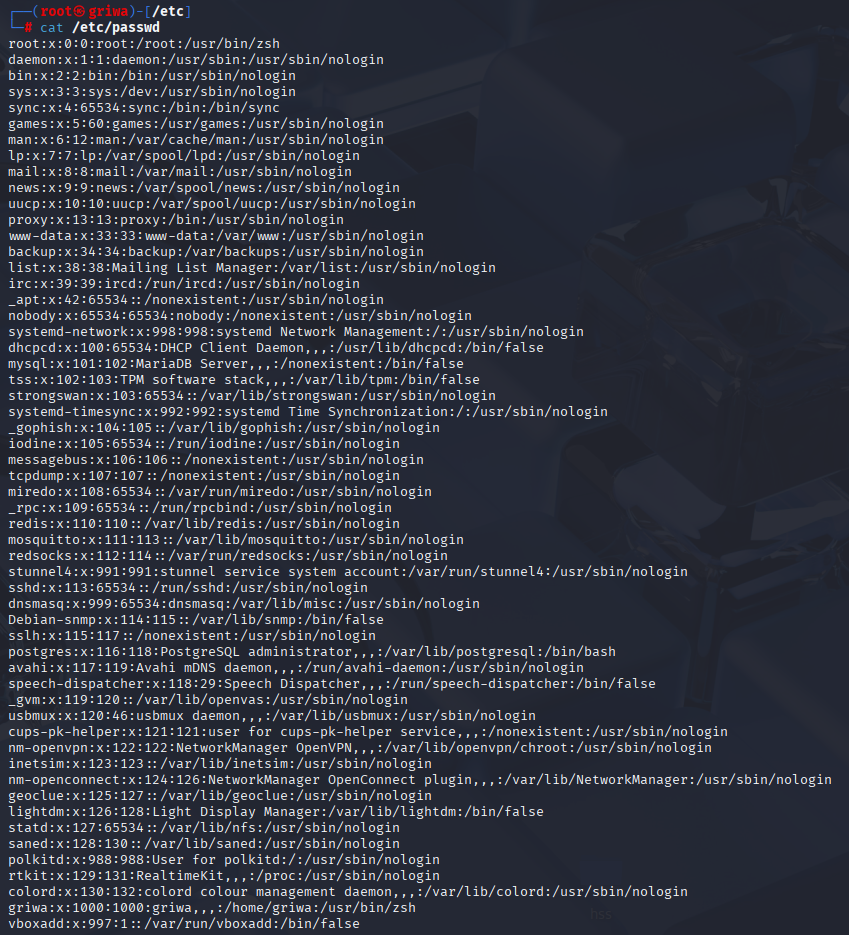 ┌──(root㉿griwa)-[/etc]
└─# cat /etc/passwd
root:x:0:0:root:/root:/usr/bin/zsh
daemon:x:1:1:daemon:/usr/sbin:/usr/sbin/nologin
bin:x:2:2:bin:/bin:/usr/sbin/nologin
sys:x:3:3:sys:/dev:/usr/sbin/nologin
sync:x:4:65534:sync:/bin:/bin/sync
games:x:5:60:games:/usr/games:/usr/sbin/nologin
man:x:6:12:man:/var/cache/man:/usr/sbin/nologin
lp:x:7:7:lp:/var/spool/lpd:/usr/sbin/nologin
mail:x:8:8:mail:/var/mail:/usr/sbin/nologin
news:x:9:9:news:/var/spool/news:/usr/sbin/nologin
uucp:x:10:10:uucp:/var/spool/uucp:/usr/sbin/nologin
proxy:x:13:13:proxy:/bin:/usr/sbin/nologin
www-data:x:33:33:www-data:/var/www:/usr/sbin/nologin
backup:x:34:34:backup:/var/backups:/usr/sbin/nologin
list:x:38:38:Mailing List Manager:/var/list:/usr/sbin/nologin
irc:x:39:39:ircd:/run/ircd:/usr/sbin/nologin
_apt:x:42:65534::/nonexistent:/usr/sbin/nologin
nobody:x:65534:65534:nobody:/nonexistent:/usr/sbin/nologin
systemd-network:x:998:998:systemd Network Management:/:/usr/sbin/nologin
dhcpcd:x:100:65534:DHCP Client Daemon,,,:/usr/lib/dhcpcd:/bin/false
mysql:x:101:102:MariaDB Server,,,:/nonexistent:/bin/false
tss:x:102:103:TPM software stack,,,:/var/lib/tpm:/bin/false
strongswan:x:103:65534::/var/lib/strongswan:/usr/sbin/nologin
systemd-timesync:x:992:992:systemd Time Synchronization:/:/usr/sbin/nologin
_gophish:x:104:105::/var/lib/gophish:/usr/sbin/nologin
iodine:x:105:65534::/run/iodine:/usr/sbin/nologin
messagebus:x:106:106::/nonexistent:/usr/sbin/nologin
tcpdump:x:107:107::/nonexistent:/usr/sbin/nologin
miredo:x:108:65534::/var/run/miredo:/usr/sbin/nologin
_rpc:x:109:65534::/run/rpcbind:/usr/sbin/nologin
redis:x:110:110::/var/lib/redis:/usr/sbin/nologin
mosquitto:x:111:113::/var/lib/mosquitto:/usr/sbin/nologin
redsocks:x:112:114::/var/run/redsocks:/usr/sbin/nologin
stunnel4:x:991:991:stunnel service system account:/var/run/stunnel4:/usr/sbin/nologin
sshd:x:113:65534::/run/sshd:/usr/sbin/nologin
dnsmasq:x:999:65534:dnsmasq:/var/lib/misc:/usr/sbin/nologin
Debian-snmp:x:114:115::/var/lib/snmp:/bin/false
sslh:x:115:117::/nonexistent:/usr/sbin/nologin
postgres:x:116:118:PostgreSQL administrator,,,:/var/lib/postgresql:/bin/bash
avahi:x:117:119:Avahi mDNS daemon,,,:/run/avahi-daemon:/usr/sbin/nologin
speech-dispatcher:x:118:29:Speech Dispatcher,,,:/run/speech-dispatcher:/bin/false
_gvm:x:119:120::/var/lib/openvas:/usr/sbin/nologin
usbmux:x:120:46:usbmux daemon,,,:/var/lib/usbmux:/usr/sbin/nologin
cups-pk-helper:x:121:121:user for cups-pk-helper service,,,:/nonexistent:/usr/sbin/nologin
nm-openvpn:x:122:122:NetworkManager OpenVPN,,,:/var/lib/openvpn/chroot:/usr/sbin/nologin
inetsim:x:123:123::/var/lib/inetsim:/usr/sbin/nologin
nm-openconnect:x:124:126:NetworkManager OpenConnect plugin,,,:/var/lib/NetworkManager:/usr/sbin/nologin
geoclue:x:125:127::/var/lib/geoclue:/usr/sbin/nologin
lightdm:x:126:128:Light Display Manager:/var/lib/lightdm:/bin/false
statd:x:127:65534::/var/lib/nfs:/usr/sbin/nologin
saned:x:128:130::/var/lib/saned:/usr/sbin/nologin
polkitd:x:988:988:User for polkitd:/:/usr/sbin/nologin
rtkit:x:129:131:RealtimeKit,,,:/proc:/usr/sbin/nologin
colord:x:130:132:colord colour management daemon,,,:/var/lib/colord:/usr/sbin/nologin
griwa:x:1000:1000:griwa,,,:/home/griwa:/usr/bin/zsh
vboxadd:x:997:1::/var/run/vboxadd:/bin/false